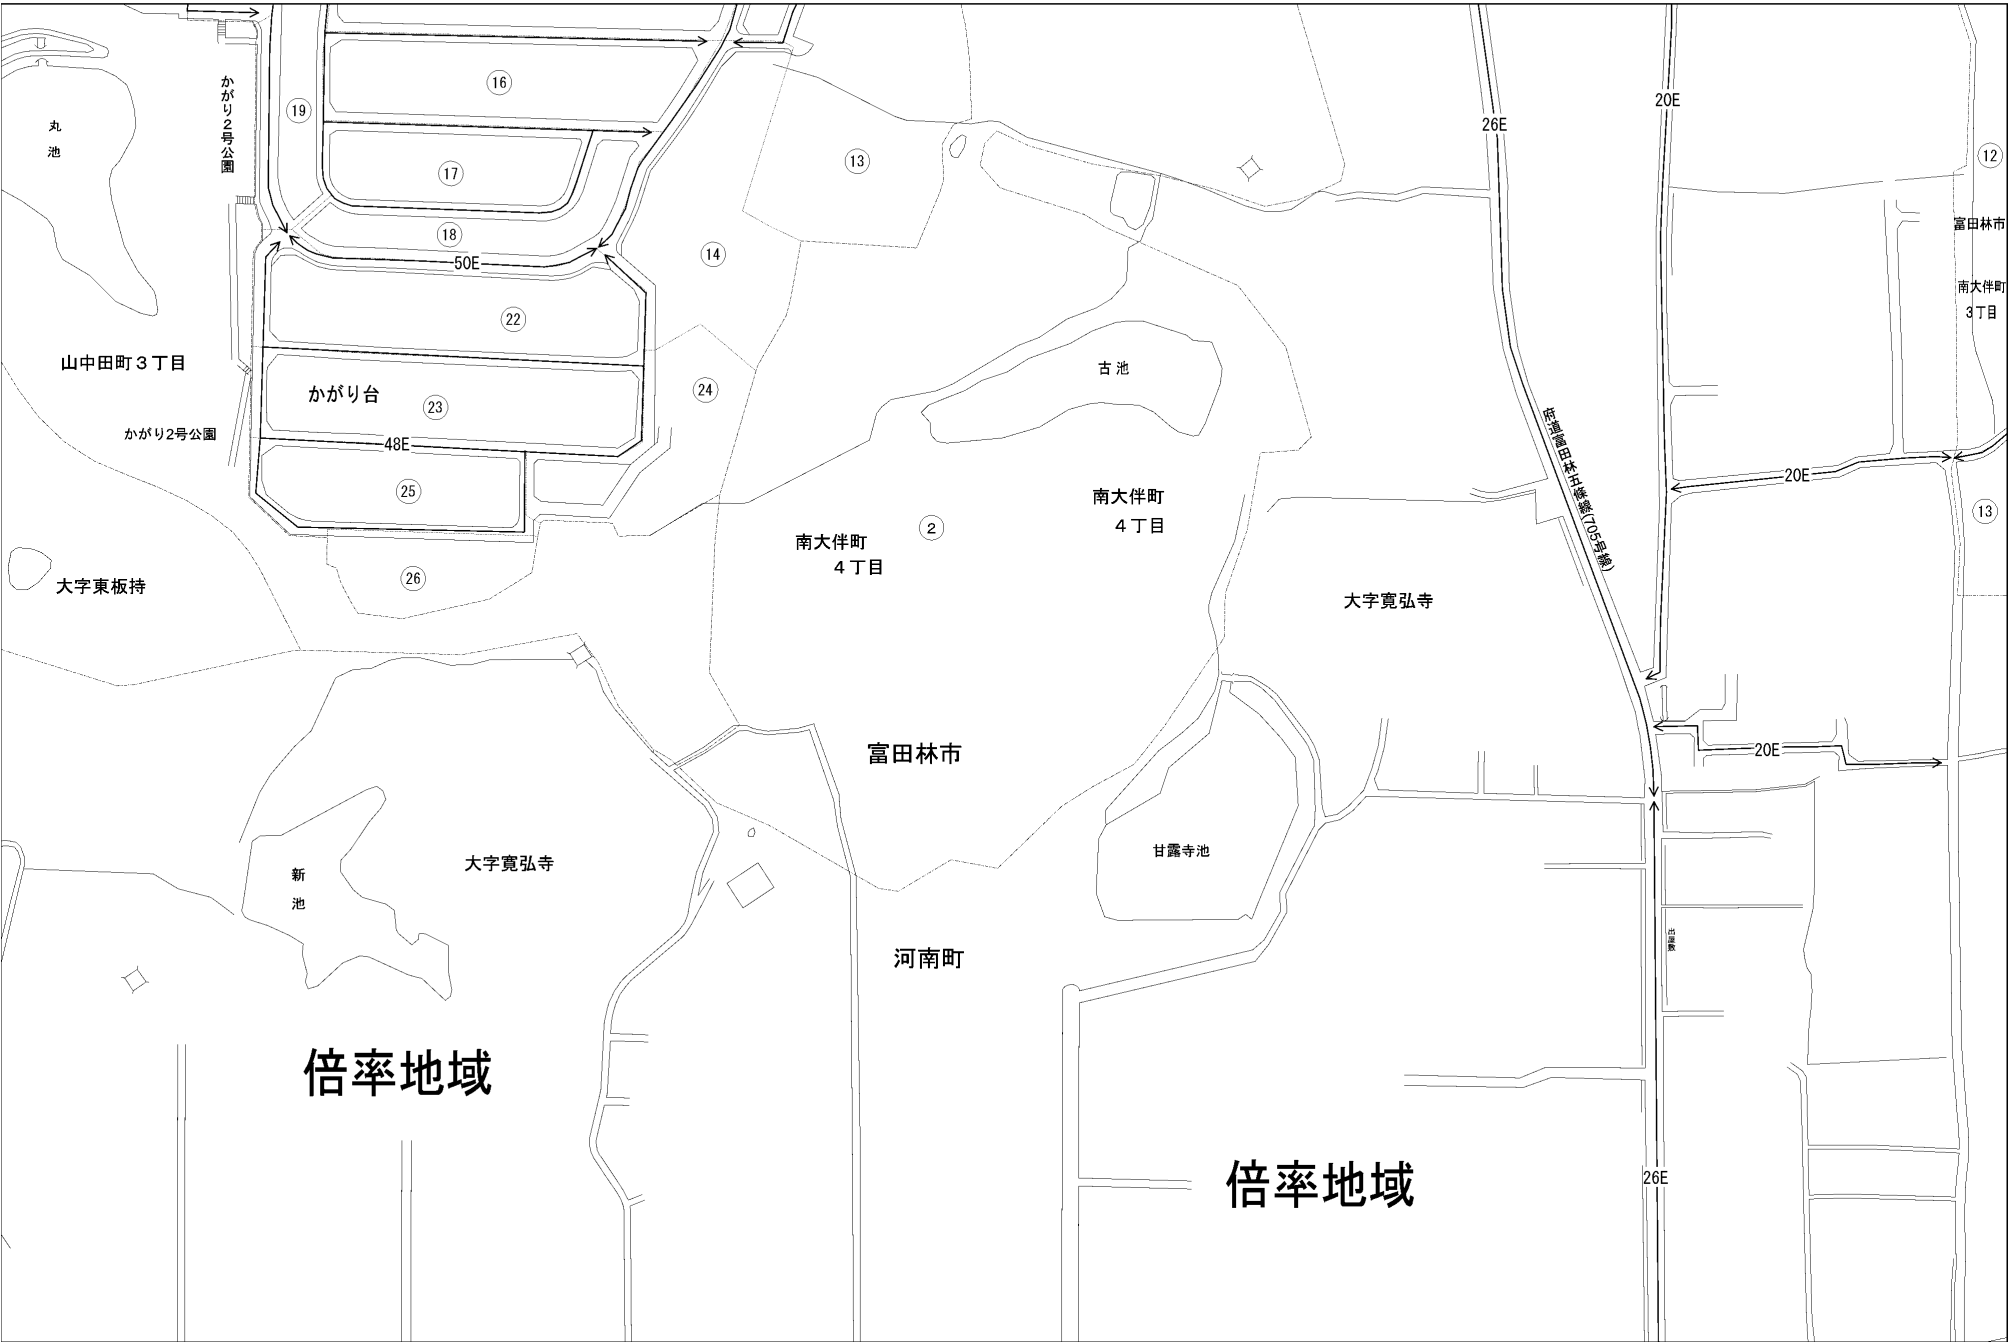 丸
池
かがり2号公園
19
16
17
18
50E
13
14
22
山中田町3丁目
かがり台
23
24
かがり2号公園
48E
25
大字東板持
26
古池
南大伴町
4丁目
南大伴町
4丁目
2
26E
20E
12
富田林市
南大伴町
3丁目
府道富田林五條線(705号線)
20E
13
大字寛弘寺
富田林市
20E
大字寛弘寺
新
池
甘露寺池
出屋敷
河南町
倍率地域
倍率地域
26E